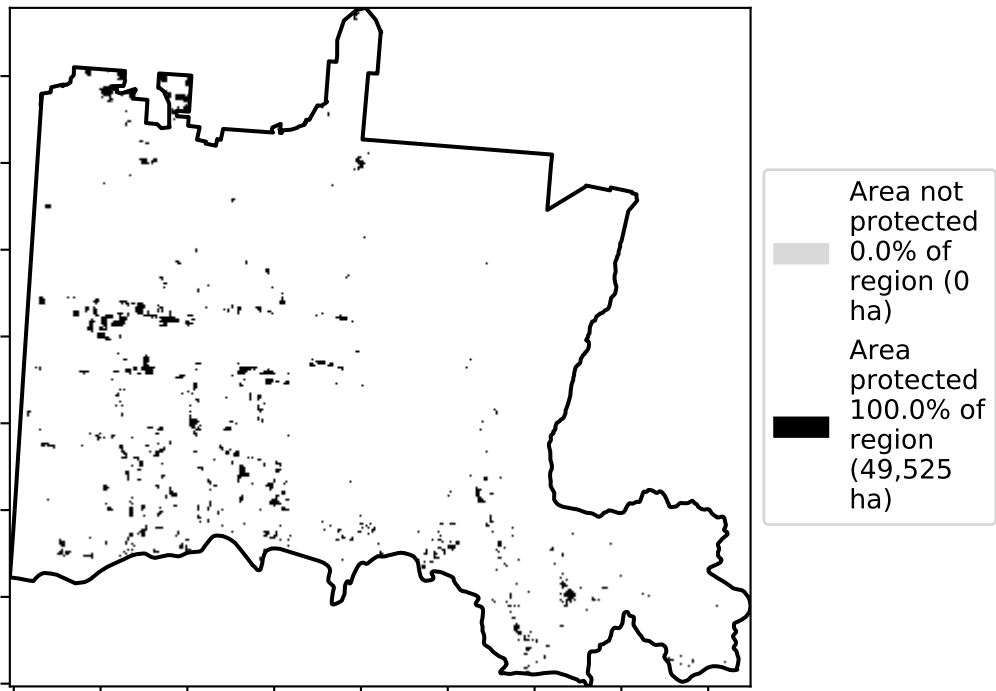 Area not
protected
0.0% of
region (0
ha)
Area
protected
100.0% of
region
(49,525
ha)